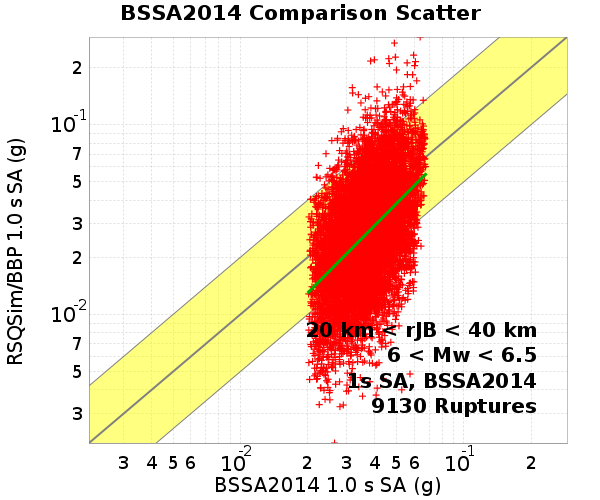 BSSA2014 Comparison Scatter
RSQSim/BBP 1.0 s SA (g)
2
10^-1
7
5
3
2
10^-2
7
5
3
20 km < rJB < 40 km
6 < Mw < 6.5
1s SA, BSSA2014
9130 Ruptures
3 4 5 6 10^-2 2 3 4 5 6 10^-1 2
BSSA2014 1.0 s SA (g)